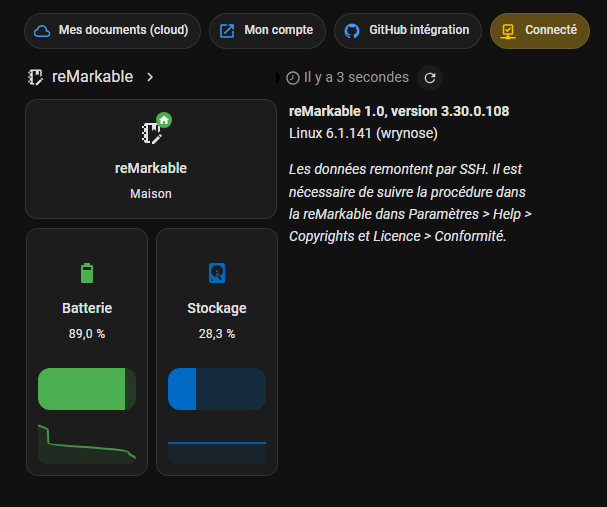 Mes documents (cloud)
Mon compte
GitHub intégration
Connecté
reMarkable
Il y a 3 secondes
reMarkable
Maison
reMarkable 1.0, version 3.30.0.108
Linux 6.1.141 (wrynose)
Les données remontent par SSH. Il est
nécessaire de suivre la procédure dans
la reMarkable dans Paramètres > Help >
Copyrights et Licence > Conformité.
Batterie
89,0 %
Stockage
28,3 %